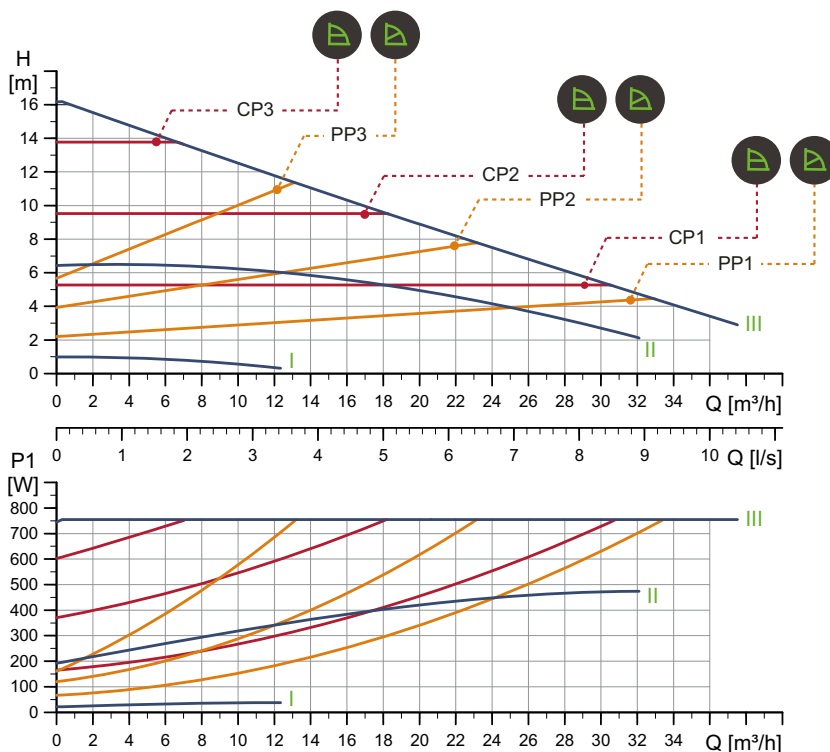 H
[m]
16
14
12
10
8
6
4
2
0
CP3
PP3
CP2
PP2
CP1
PP1
III
II
I
0 2 4 6 8 10 12 14 16 18 20 22 24 26 28 30 32 34 Q [m³/h]
0 1 2 3 4 5 6 7 8 9 10 Q [l/s]
P1
[W]
800
700
600
500
400
300
200
100
0
III
II
I
0 2 4 6 8 10 12 14 16 18 20 22 24 26 28 30 32 34 Q [m³/h]